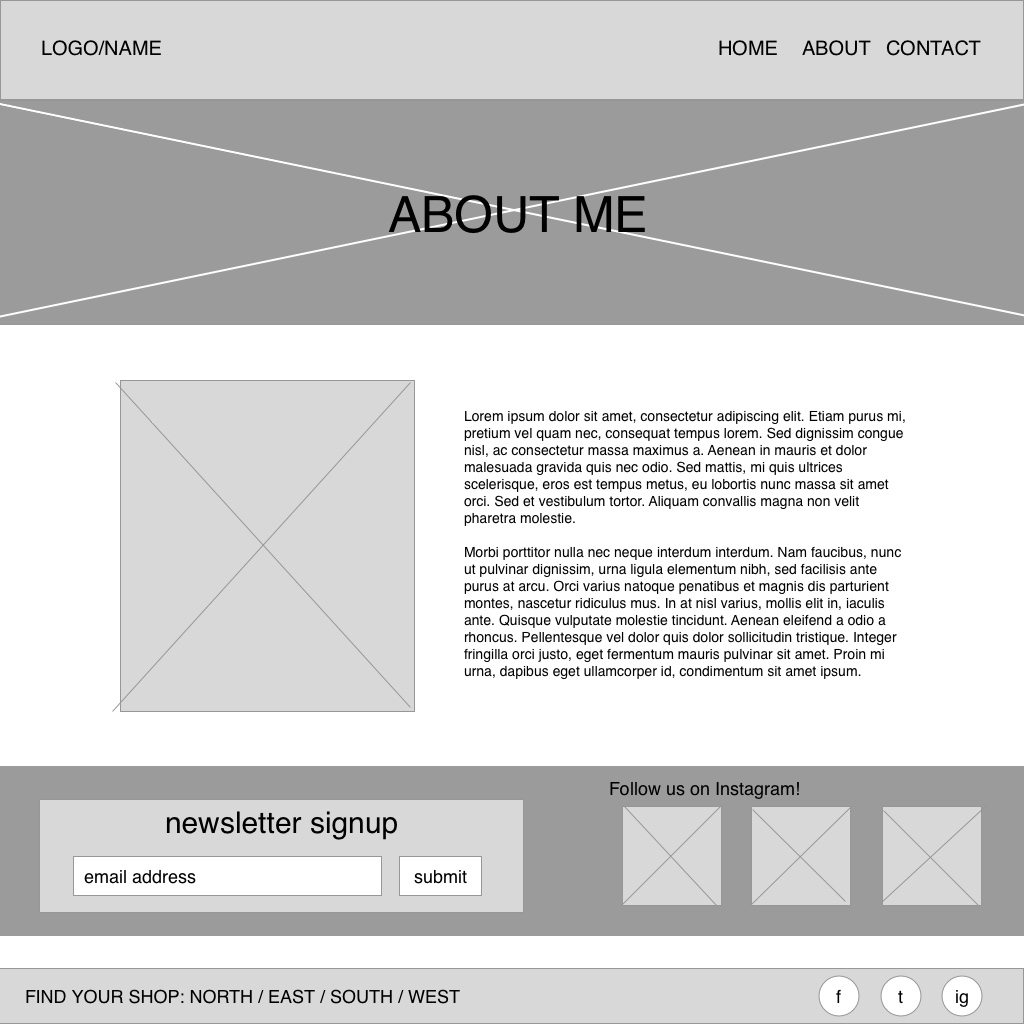 LOGO/NAME
HOME ABOUT CONTACT
ABOUT ME
Lorem ipsum dolor sit amet, consectetur adipiscing elit. Etiam purus mi,
pretium vel quam nec, consequat tempus lorem. Sed dignissim congue
nisl, ac consectetur massa maximus a. Aenean in mauris et dolor
malesuada gravida quis nec odio. Sed mattis, mi quis ultrices
scelerisque, eros est tempus metus, eu lobortis nunc massa sit amet
orci. Sed et vestibulum tortor. Aliquam convallis magna non velit
pharetra molestie.
Morbi porttitor nulla nec neque interdum interdum. Nam faucibus, nunc
ut pulvinar dignissim, urna ligula elementum nibh, sed facilisis ante
purus at arcu. Orci varius natoque penatibus et magnis dis parturient
montes, nascetur ridiculus mus. In at nisl varius, mollis elit in, iaculis
ante. Quisque vulputate molestie tincidunt. Aenean eleifend a odio a
rhoncus. Pellentesque vel dolor quis dolor sollicitudin tristique. Integer
fringilla orci justo, eget fermentum mauris pulvinar sit amet. Proin mi
urna, dapibus eget ullamcorper id, condimentum sit amet ipsum.
newsletter signup
email address
submit
Follow us on Instagram!
FIND YOUR SHOP: NORTH / EAST / SOUTH / WEST
f t ig